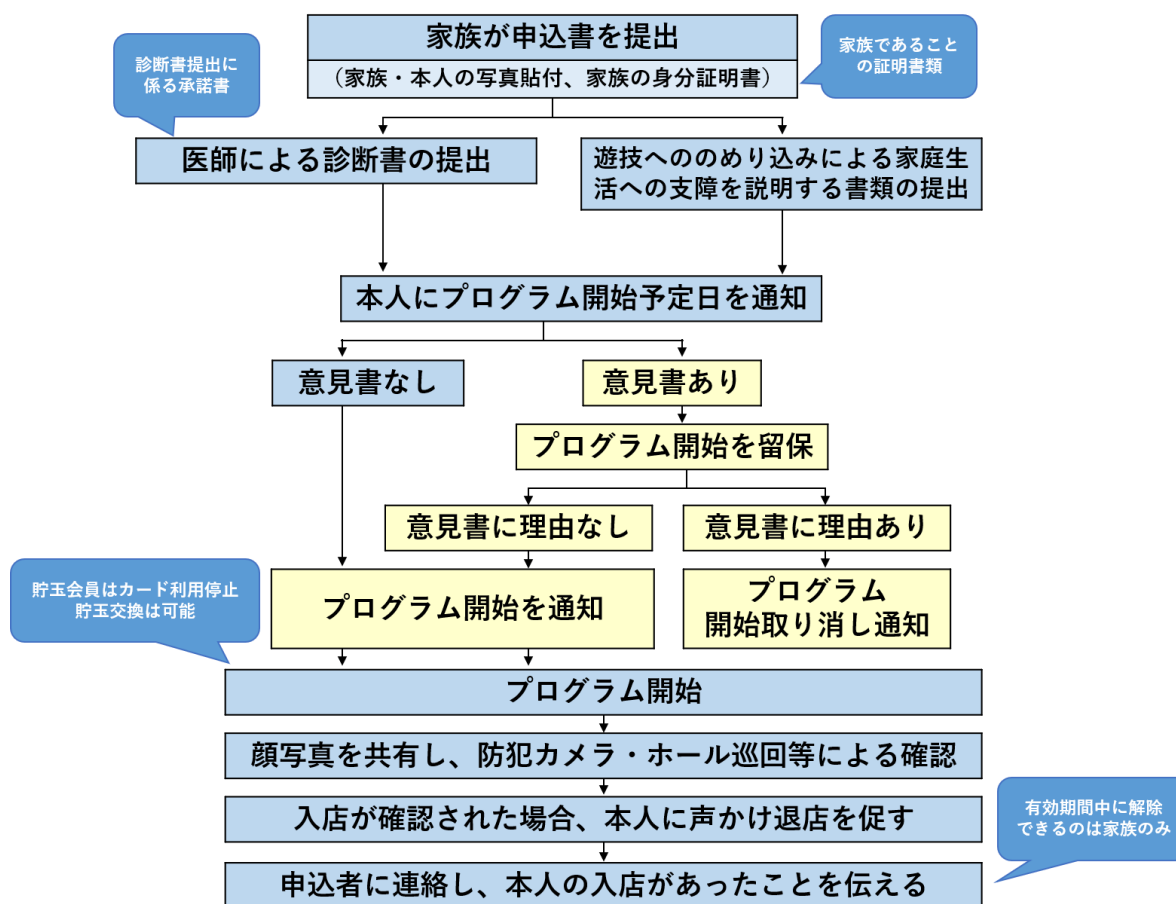 家族が申込書を提出
(家族・本人の写真貼付、家族の身分証明書)
診断書提出に
係る承諾書
家族であること
の証明書類
医師による診断書の提出
遊技へののめり込みによる家庭生
活への支障を説明する書類の提出
本人にプログラム開始予定日を通知
意見書なし
意見書あり
プログラム開始を留保
意見書に理由なし
意見書に理由あり
貯玉会員はカード利用停止
貯玉交換は可能
プログラム開始を通知
プログラム
開始取り消し通知
プログラム開始
顔写真を共有し、防犯カメラ・ホール巡回等による確認
入店が確認された場合、本人に声かけ退店を促す
有効期間中に解除
できるのは家族のみ
申込者に連絡し、本人の入店があったことを伝える